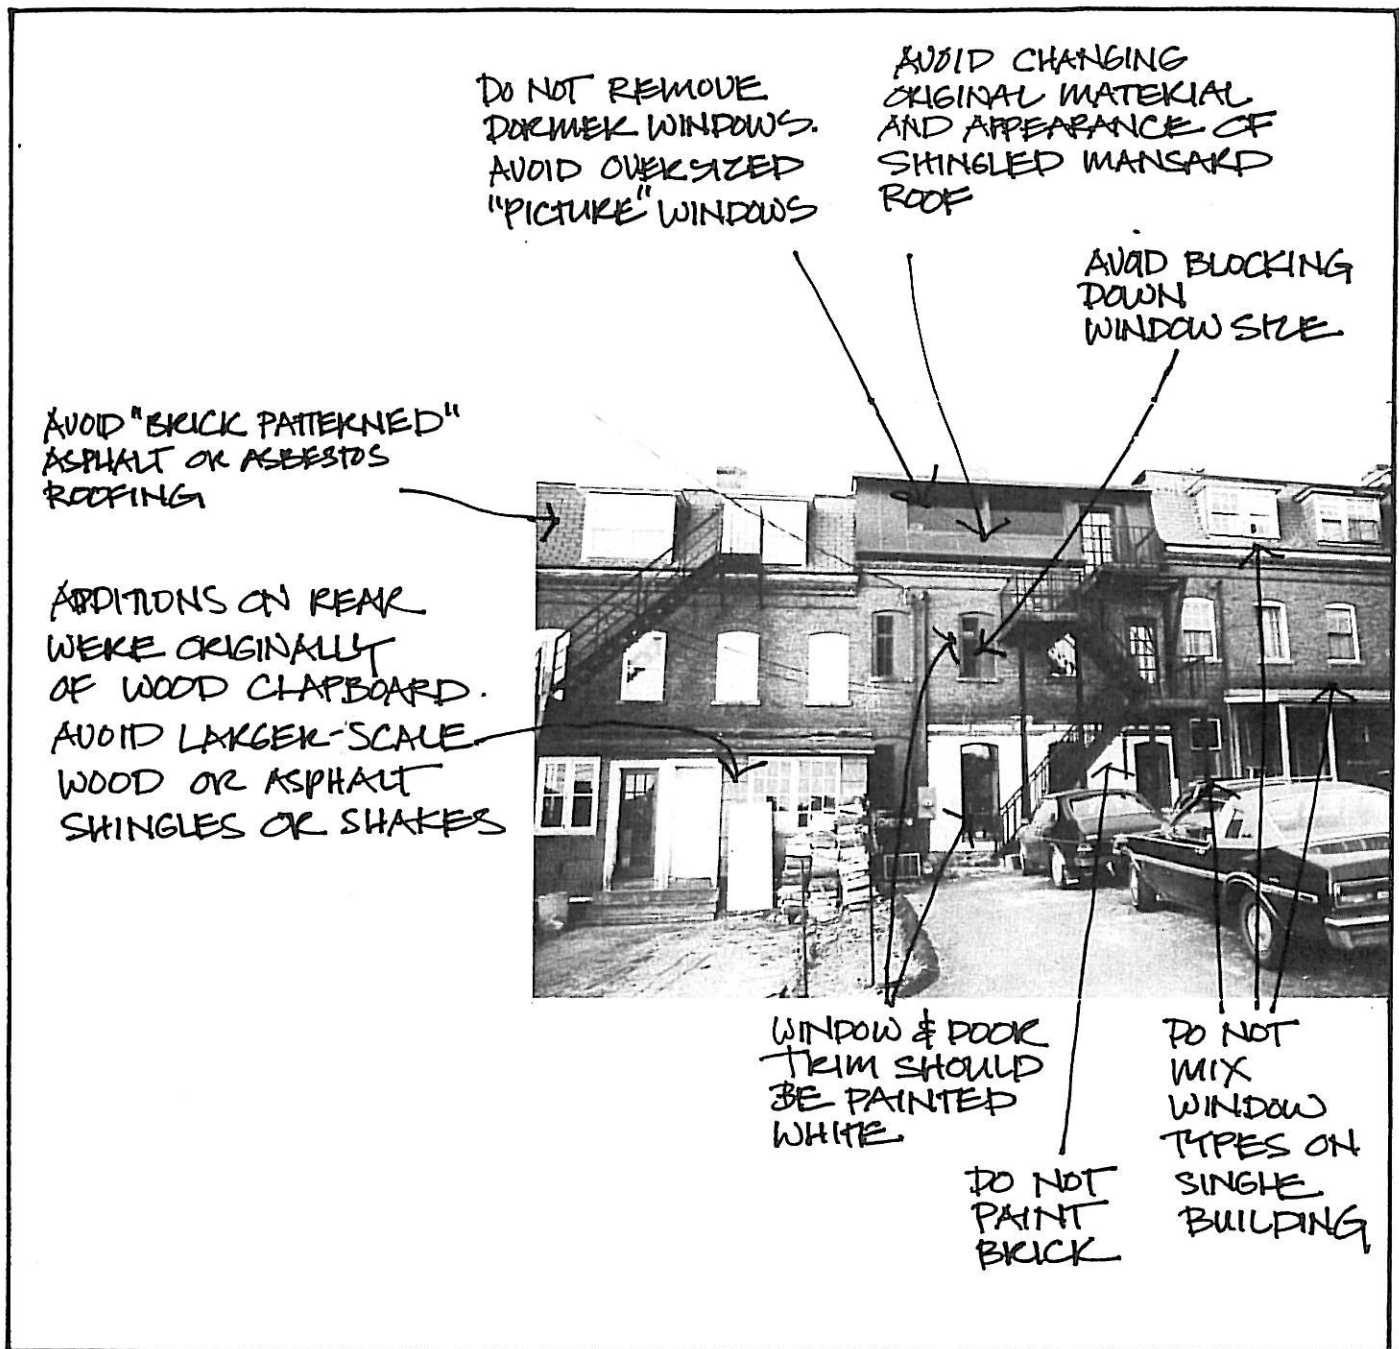 DO NOT REMOVE
DORMER WINDOWS.
AVOID OVERSIZED
"PICTURE" WINDOWS
AVOID CHANGING
ORIGINAL MATERIAL
AND APPEARANCE OF
SHINGLED MANSARD
ROOF
AVOID BLOCKING
DOWN
WINDOW SIZE
AVOID "BRICK PATTERNED"
ASPHALT OR ASBESTOS
ROOFING
ADDITIONS ON REAR
WERE ORIGINALLY
OF WOOD CLAPBOARD.
AVOID LARGER-SCALE
WOOD OR ASPHALT
SHINGLES OR SHAKES
WINDOW & DOOR
TRIM SHOULD
BE PAINTED
WHITE
DO NOT
PAINT
BRICK
DO NOT
MIX
WINDOW
TYPES ON
SINGLE
BUILDING